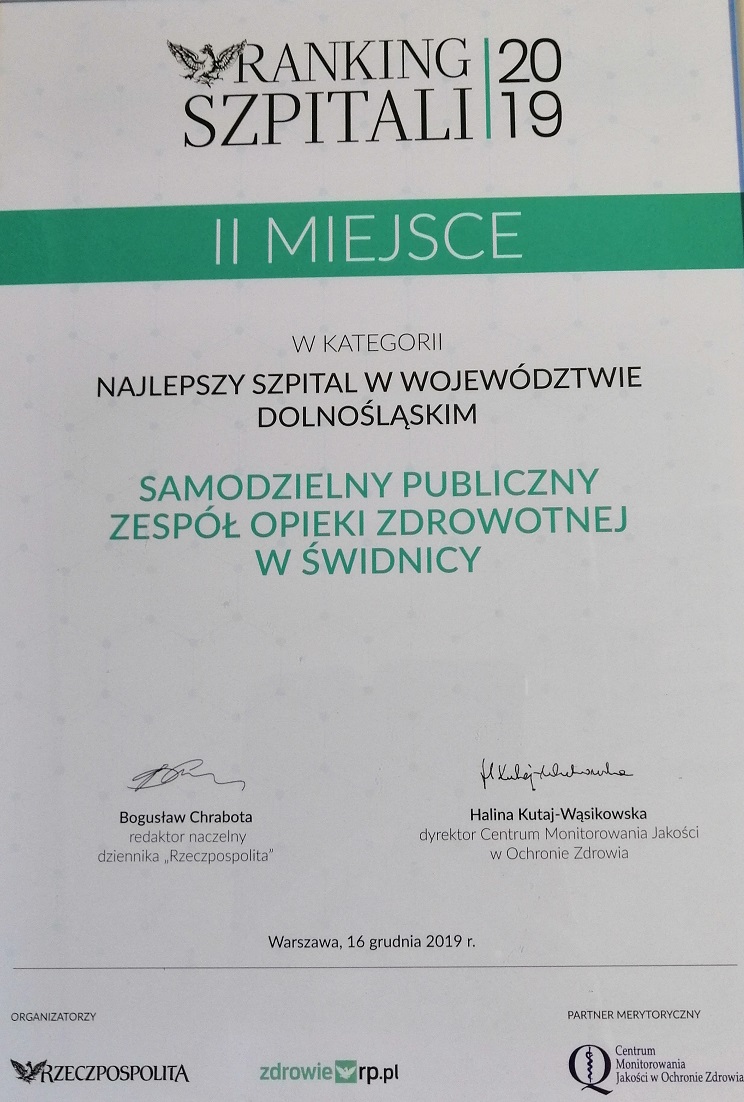 RANKING
SZPITALI
20
19
II MIEJSCE
W KATEGORII
NAJLEPSZY SZPITAL W WOJEWÓDZTWIE
DOLNOŚLĄSKIM
SAMODZIELNY PUBLICZNY
ZESPÓŁ OPIEKI ZDROWOTNEJ
W ŚWIDNICY
Bogusław Chrabota
redaktor naczelny
dziennika „Rzeczpospolita”
Halina Kutaj-Wąsikowska
dyrektor Centrum Monitorowania Jakości
w Ochronie Zdrowia
Warszawa, 16 grudnia 2019 r.
ORGANIZATORZY
PARTNER MERYTORYCZNY
RZECZPOSPOLITA
zdrowie rp.pl
Q Centrum
Monitorowania
Jakości w Ochronie Zdrowia